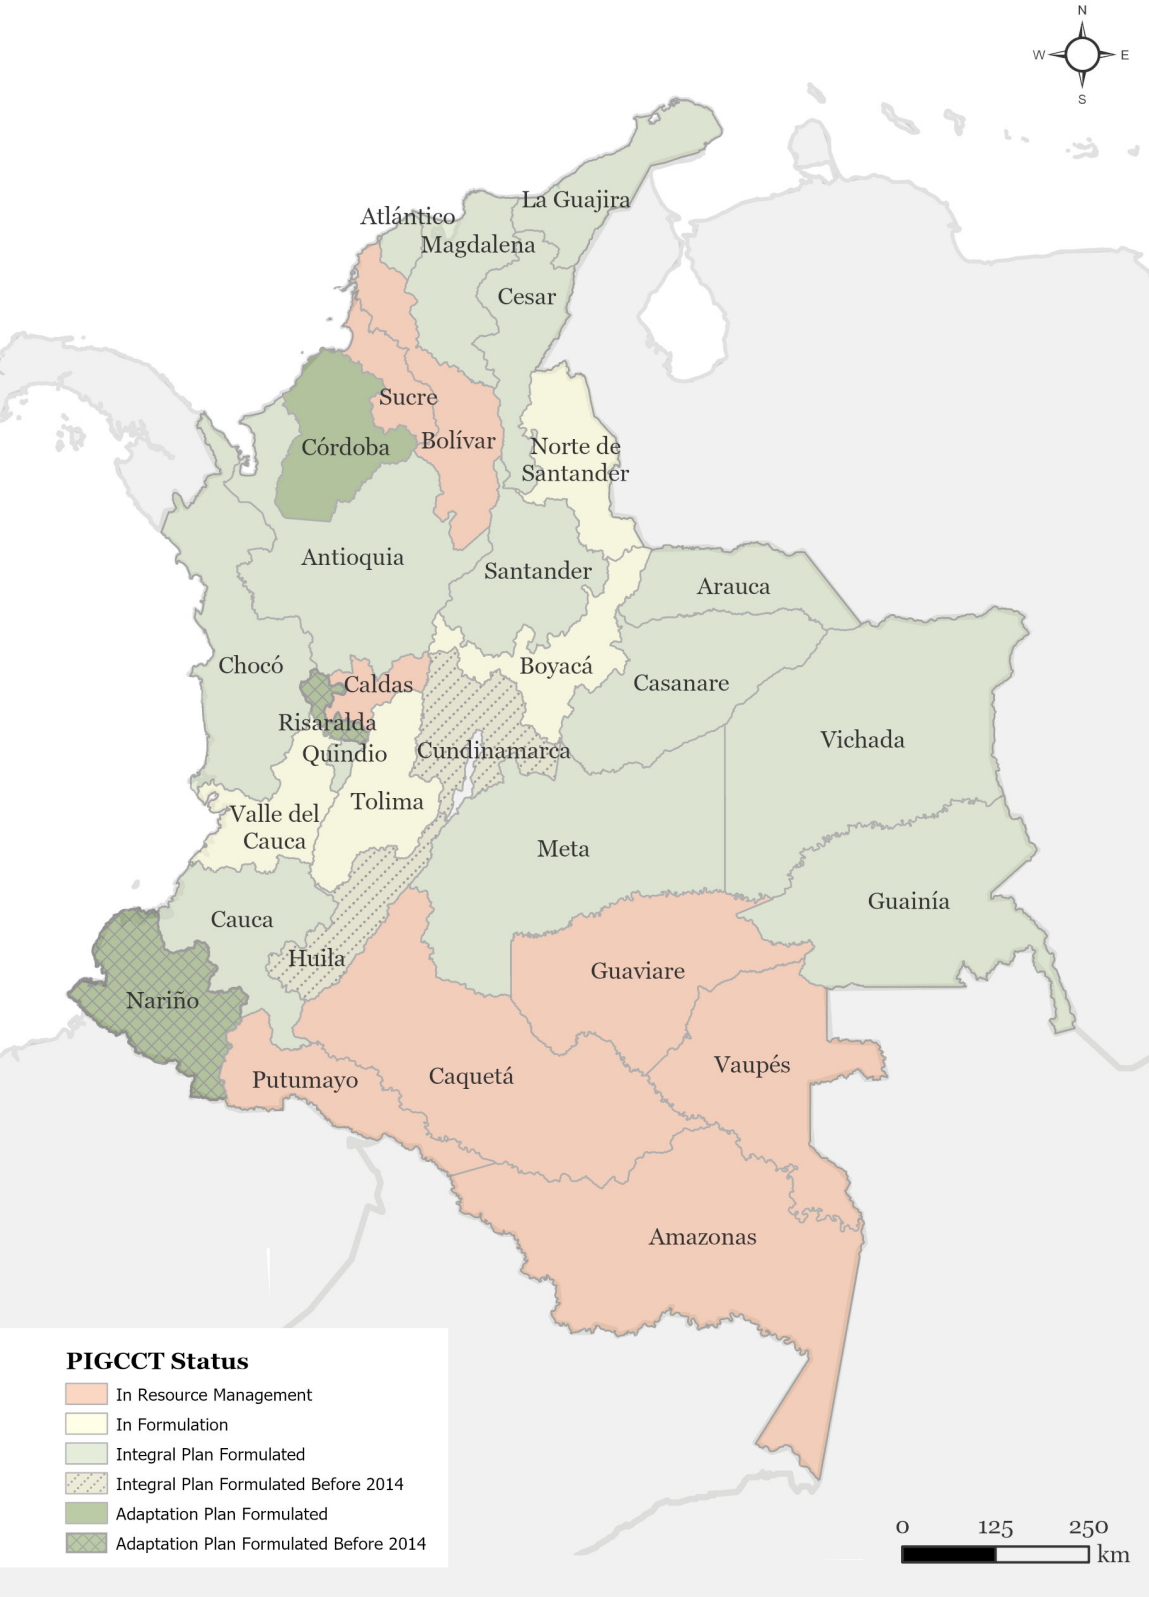 N
W
E
S
La Guajira
Atlántico
Magdalena
Cesar
Sucre
Bolívar
Córdoba
Norte de
Santander
Antioquia
Santander
Arauca
Chocó
Boyacá
Caldas
Casanare
Risaralda
Quindio
Cundinamarca
Vichada
Tolima
Valle del
Cauca
Meta
Guainía
Cauca
Huila
Guaviare
Nariño
Vaupés
Putumayo
Caquetá
Amazonas
PIGCCT Status
In Resource Management
In Formulation
Integral Plan Formulated
Integral Plan Formulated Before 2014
Adaptation Plan Formulated
Adaptation Plan Formulated Before 2014
0 125 250
km